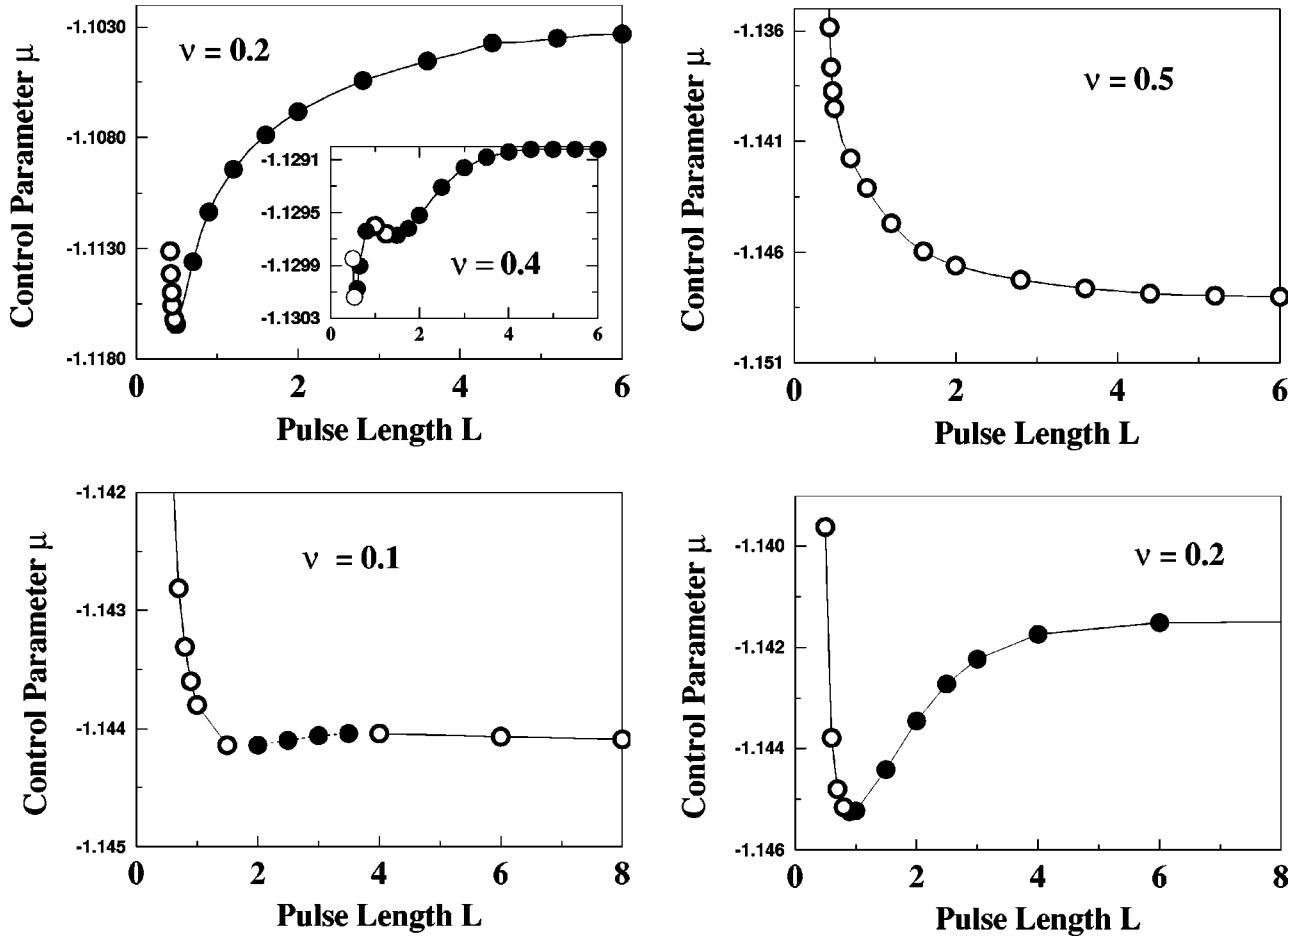 -1.1030
-1.1080
-1.1130
-1.1180
Control Parameter μ
ν = 0.2
0 2 4 6
Pulse Length L
-1.1291
-1.1295
-1.1299
-1.1303
ν = 0.4
0 2 4 6
-1.136
-1.141
-1.146
-1.151
Control Parameter μ
ν = 0.5
0 2 4 6
Pulse Length L
-1.142
-1.143
-1.144
-1.145
Control Parameter μ
ν = 0.1
0 2 4 6 8
Pulse Length L
-1.140
-1.142
-1.144
-1.146
Control Parameter μ
ν = 0.2
0 2 4 6 8
Pulse Length L